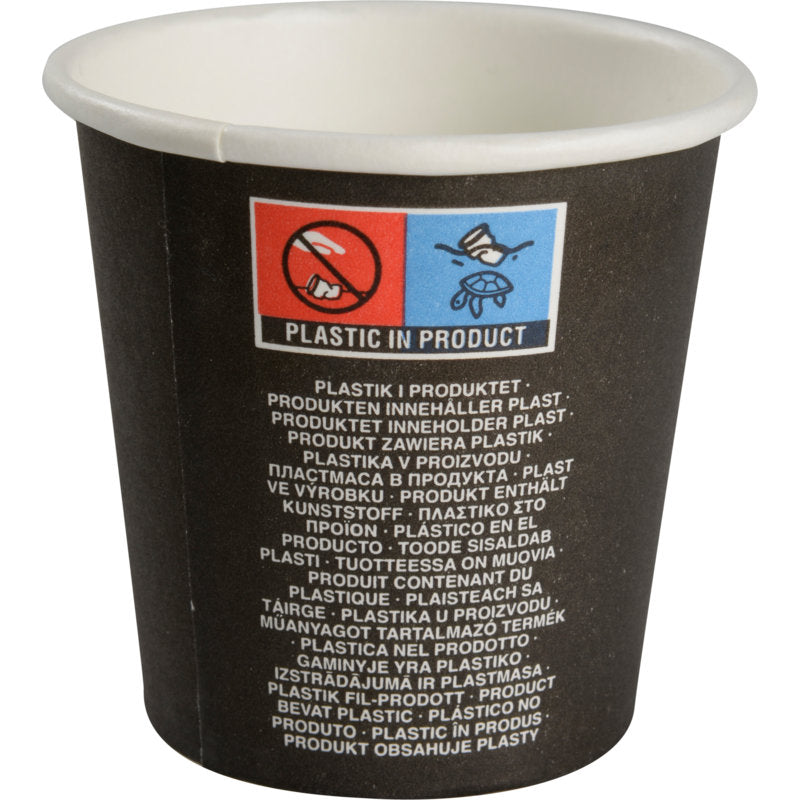 PLASTIC IN PRODUCT
PLASTIK I PRODUKTET ·
PRODUKTEN INNEHÅLLER PLAST ·
PRODUKTET INNEHOLDER PLAST ·
PRODUKT ZAWIERA PLASTIK ·
PLASTIKA V PROIZVODU ·
ПЛАСТМАСА В ПРОДУКТА · PLAST
VE VÝROBKU · PRODUKT ENTHÄLT
KUNSTSTOFF · ΠΛΑΣΤΙΚΟ ΣΤΟ
ΠΡΟΪΟΝ · PLÁSTICO EN EL
PRODUCTO · TOODE SISALDAB
PLASTI · TUOTTEESSA ON MUOVIA ·
PRODUIT CONTENANT DU
PLASTIQUE · PLAISTEACH SA
TÁIRGE · PLASTIKA U PROIZVODU ·
MŰANYAGOT TARTALMAZÓ TERMÉK
· PLASTICA NEL PRODOTTO ·
GAMINYJE YRA PLASTIKO ·
IZSTRĀDĀJUMĀ IR PLASTMASA ·
PLASTIK FIL-PRODOTT · PRODUCT
BEVAT PLASTIC · PLÁSTICO NO
PRODUTO · PLASTIC ÎN PRODUS ·
PRODUKT OBSAHUJE PLASTY